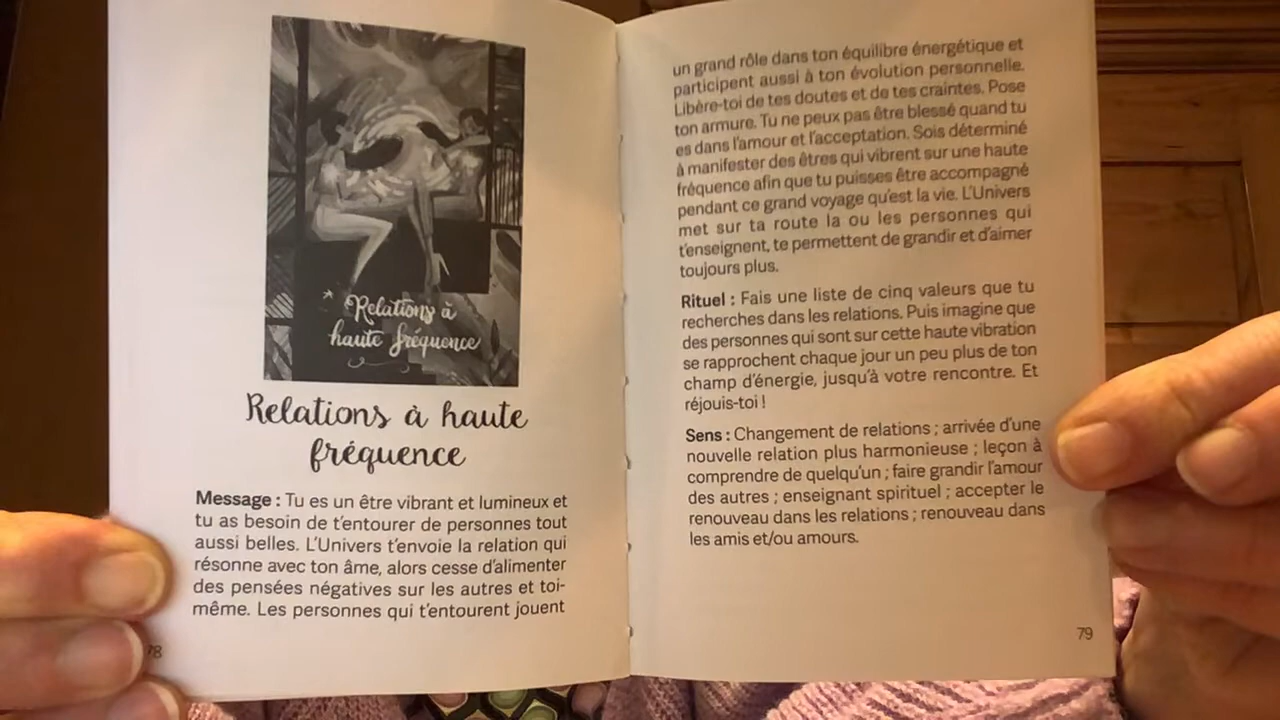 Relations à
haute fréquence
Relations à haute
fréquence
Message : Tu es un être vibrant et lumineux et
tu as besoin de t'entourer de personnes tout
aussi belles. L'Univers t'envoie la relation qui
résonne avec ton âme, alors cesse d'alimenter
des pensées négatives sur les autres et toi-
même. Les personnes qui t'entourent jouent
78
un grand rôle dans ton équilibre énergétique et
participent aussi à ton évolution personnelle.
Libère-toi de tes doutes et de tes craintes. Pose
ton armure. Tu ne peux pas être blessé quand tu
es dans l'amour et l'acceptation. Sois déterminé
à manifester des êtres qui vibrent sur une haute
fréquence afin que tu puisses être accompagné
pendant ce grand voyage qu'est la vie. L'Univers
met sur ta route la ou les personnes qui
t'enseignent, te permettent de grandir et d'aimer
toujours plus.
Rituel : Fais une liste de cinq valeurs que tu
recherches dans les relations. Puis imagine que
des personnes qui sont sur cette haute vibration
se rapprochent chaque jour un peu plus de ton
champ d'énergie, jusqu'à votre rencontre. Et
réjouis-toi !
Sens : Changement de relations ; arrivée d'une
nouvelle relation plus harmonieuse ; leçon à
comprendre de quelqu'un ; faire grandir l'amour
des autres ; enseignant spirituel ; accepter le
renouveau dans les relations ; renouveau dans
les amis et/ou amours.
79